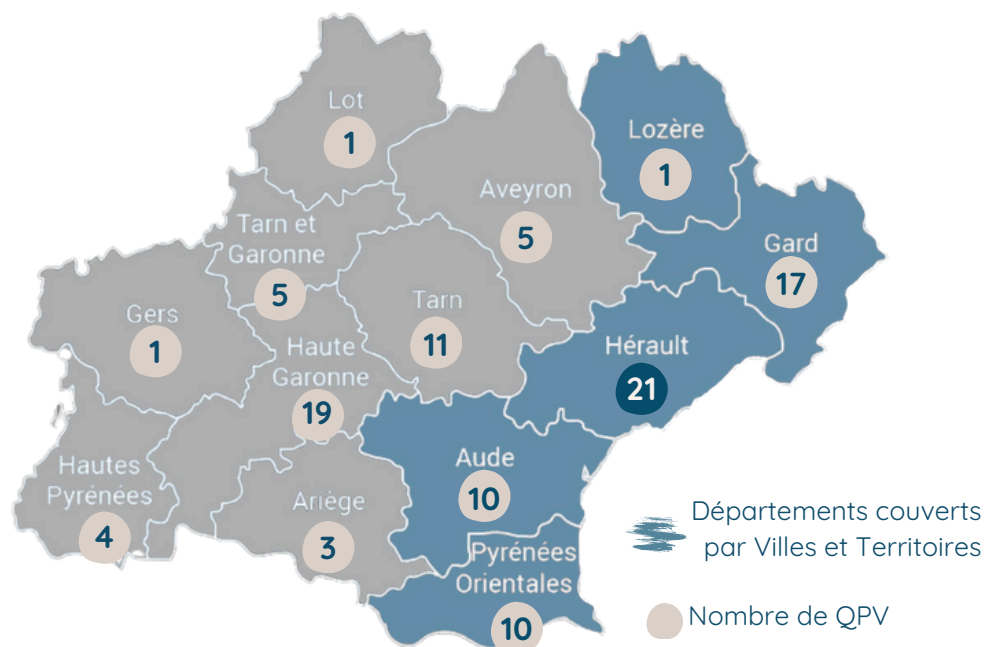 Lot
1
Lozère
1
Aveyron
5
Tarn et
Garonne
5
Gard
17
Gers
1
Tarn
11
Haute
Garonne
19
Hérault
21
Hautes
Pyrénées
4
Ariège
3
Aude
10
Pyrénées
Orientales
10
Départements couverts
par Villes et Territoires
Nombre de QPV